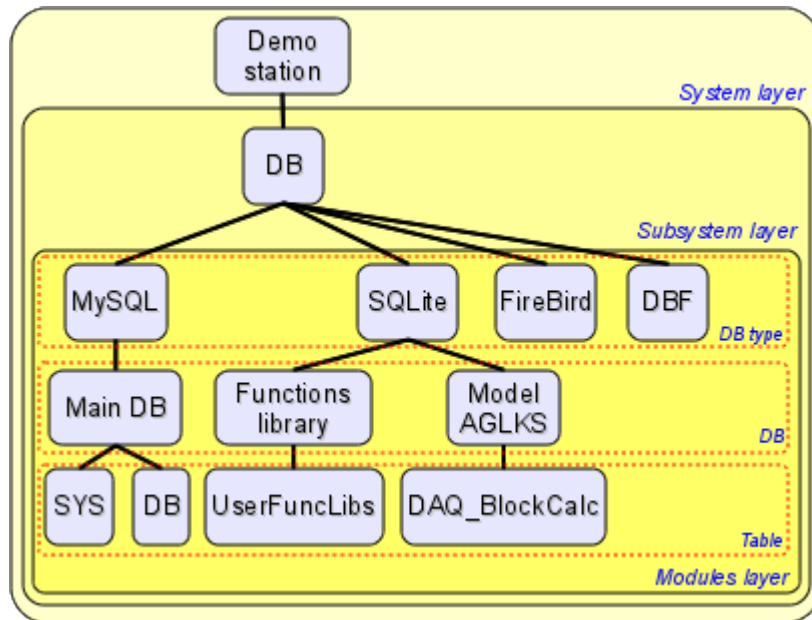 Demo
station
System layer
DB
Subsystem layer
MySQL
SQLite
FireBird
DBF
DB type
Main DB
Functions
library
Model
AGLKS
DB
SYS
DB
UserFuncLibs
DAQ_BlockCalc
Table
Modules layer